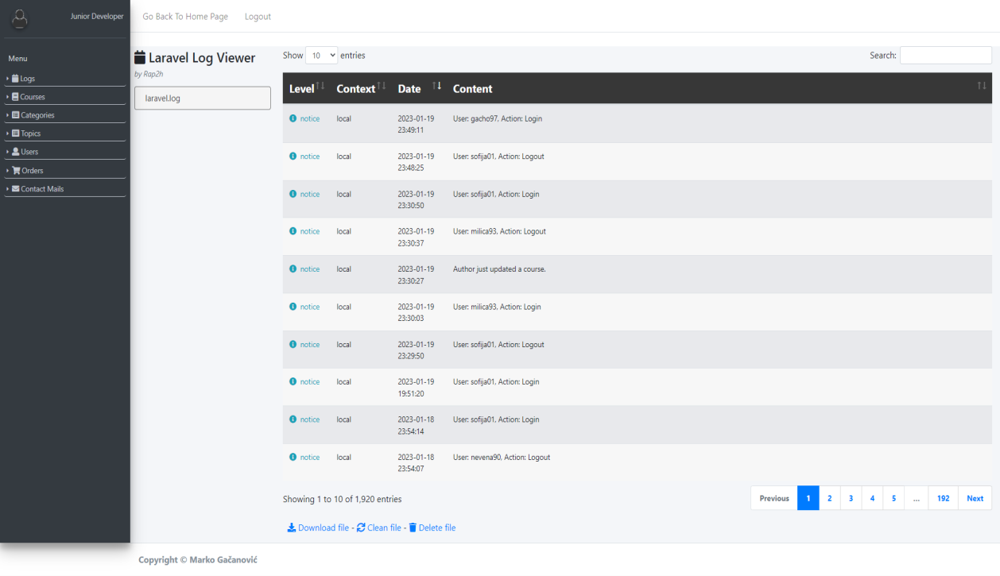 Junior Developer
Go Back To Home Page Logout
Menu
Logs
Courses
Categories
Topics
Users
Orders
Contact Mails
Laravel Log Viewer
by Rap2h
laravel.log
Show 10 entries
Search:
Level Context Date Content
notice local 2023-01-19 User: gacho97, Action: Login
23:49:11
notice local 2023-01-19 User: sofija01, Action: Logout
23:48:25
notice local 2023-01-19 User: sofija01, Action: Login
23:30:50
notice local 2023-01-19 User: milica93, Action: Logout
23:30:37
notice local 2023-01-19 Author just updated a course.
23:30:27
notice local 2023-01-19 User: milica93, Action: Login
23:30:03
notice local 2023-01-19 User: sofija01, Action: Logout
23:29:50
notice local 2023-01-19 User: sofija01, Action: Login
19:51:20
notice local 2023-01-18 User: sofija01, Action: Login
23:54:14
notice local 2023-01-18 User: nevena90, Action: Logout
23:54:07
Showing 1 to 10 of 1,920 entries
Previous 1 2 3 4 5 ... 192 Next
Download file - Clean file - Delete file
Copyright © Marko Gačanović